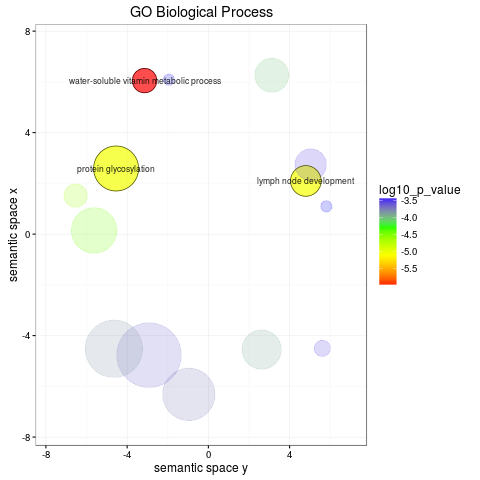 GO Biological Process
8
4
0
-4
-8
semantic space x
water-soluble vitamin metabolic process
protein glycosylation
lymph node development
log10_p_value
-3.5
-4.0
-4.5
-5.0
-5.5
-8
-4
0
4
semantic space y